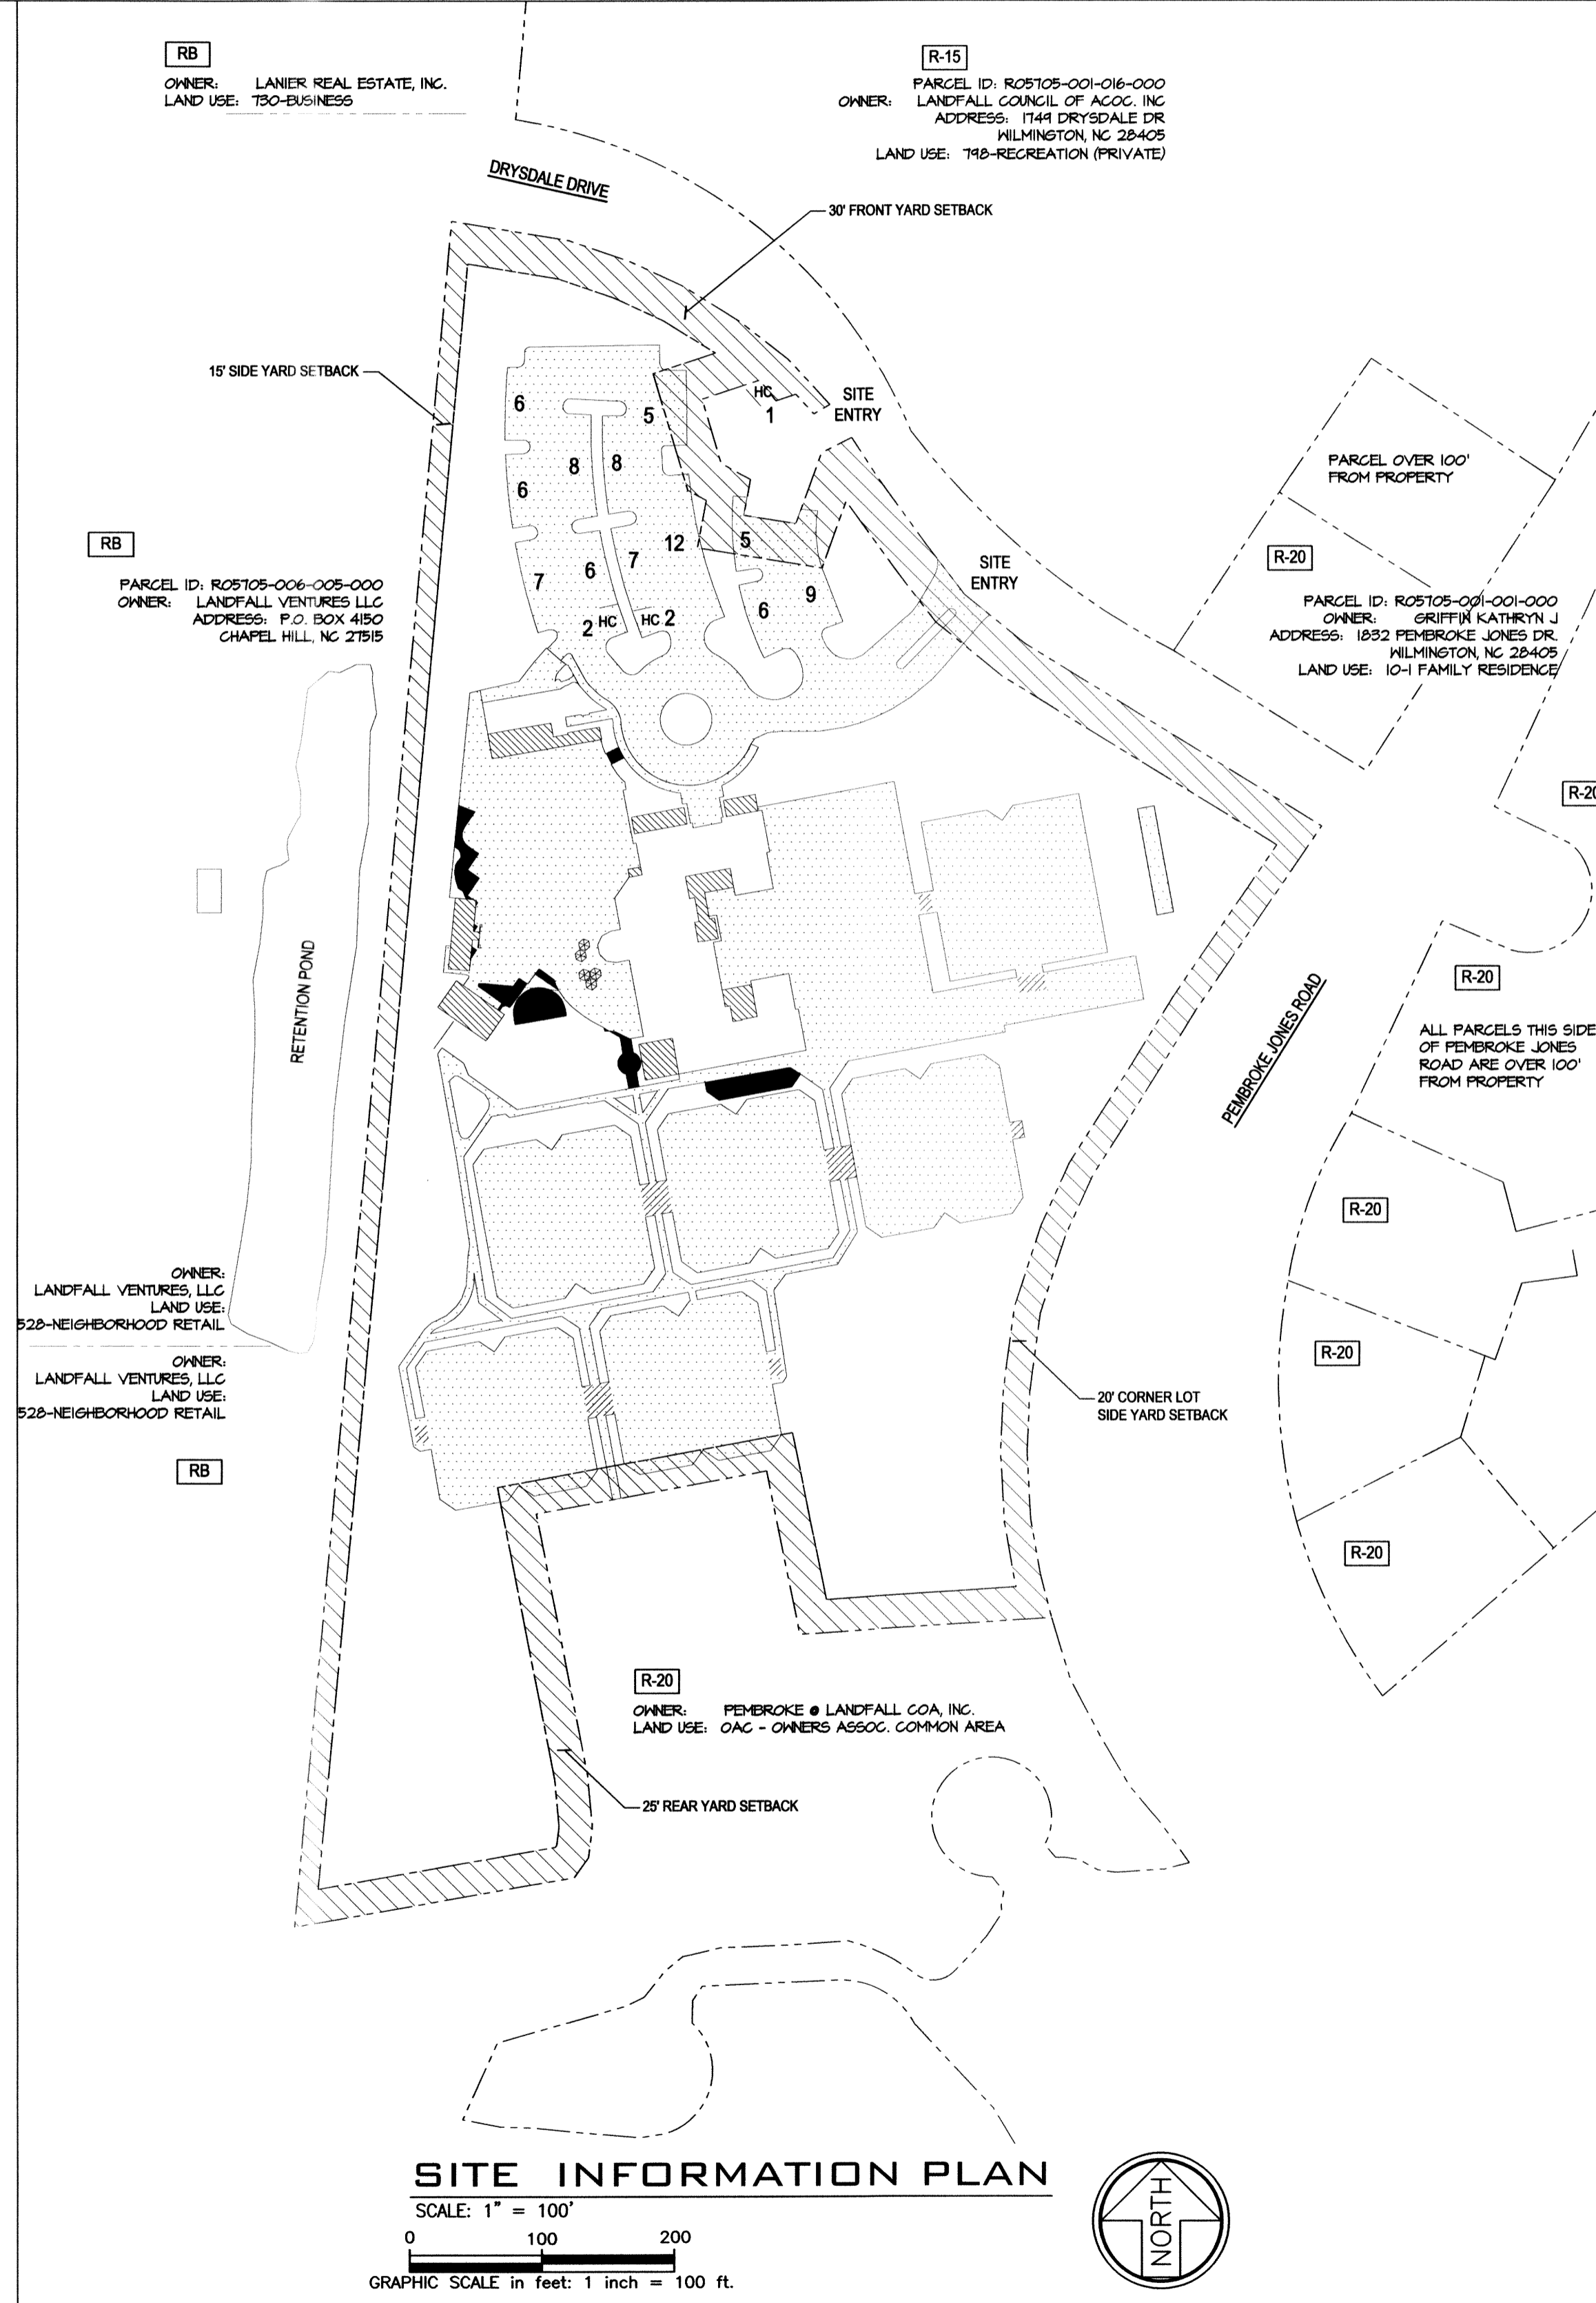 RB
OWNER: LANIER REAL ESTATE, INC.
LAND USE: 730-BUSINESS
R-15
PARCEL ID: R05705-001-016-000
OWNER: LANDFALL COUNCIL OF ACOC. INC
ADDRESS: 1749 DRYSDALE DR
WILMINGTON, NC 28405
LAND USE: 798-RECREATION (PRIVATE)
DRYSDALE DRIVE
30' FRONT YARD SETBACK
15' SIDE YARD SETBACK
HC
1
SITE
ENTRY
6
5
8
8
6
12
5
7
6
7
9
6
2 HC
HC 2
SITE
ENTRY
PARCEL OVER 100'
FROM PROPERTY
R-20
PARCEL ID: R05705-001-001-000
OWNER: GRIFFIN KATHRYN J
ADDRESS: 1832 PEMBROKE JONES DR.
WILMINGTON, NC 28405
LAND USE: 10-1 FAMILY RESIDENCE
RB
PARCEL ID: R05705-006-005-000
OWNER: LANDFALL VENTURES LLC
ADDRESS: P.O. BOX 4150
CHAPEL HILL, NC 27515
R-20
RETENTION POND
R-20
PEMBROKE JONES ROAD
ALL PARCELS THIS SIDE
OF PEMBROKE JONES
ROAD ARE OVER 100'
FROM PROPERTY
R-20
OWNER:
LANDFALL VENTURES, LLC
LAND USE:
528-NEIGHBORHOOD RETAIL
R-20
OWNER:
LANDFALL VENTURES, LLC
LAND USE:
528-NEIGHBORHOOD RETAIL
20' CORNER LOT
SIDE YARD SETBACK
RB
R-20
R-20
OWNER: PEMBROKE @ LANDFALL COA, INC.
LAND USE: OAC - OWNERS ASSOC. COMMON AREA
25' REAR YARD SETBACK
SITE INFORMATION PLAN
SCALE: 1" = 100'
0 100 200
GRAPHIC SCALE in feet: 1 inch = 100 ft.
NORTH